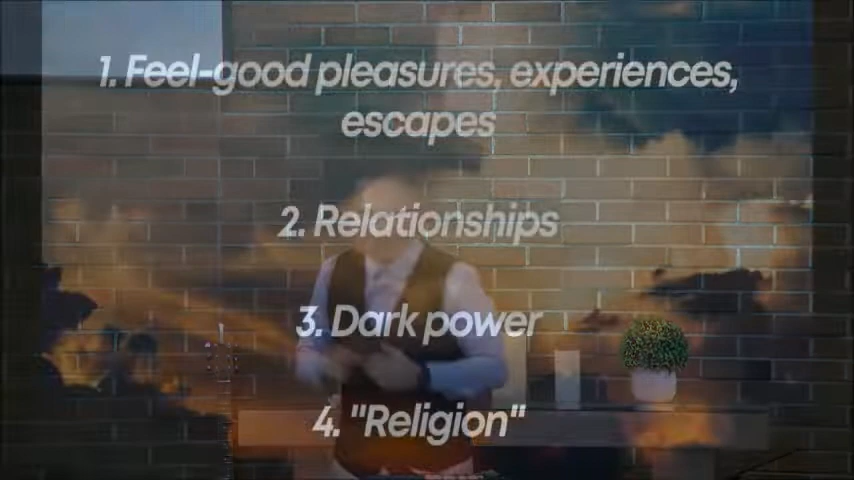 1. Feel-good pleasures, experiences,
escapes
2. Relationships
3. Dark power
4. "Religion"